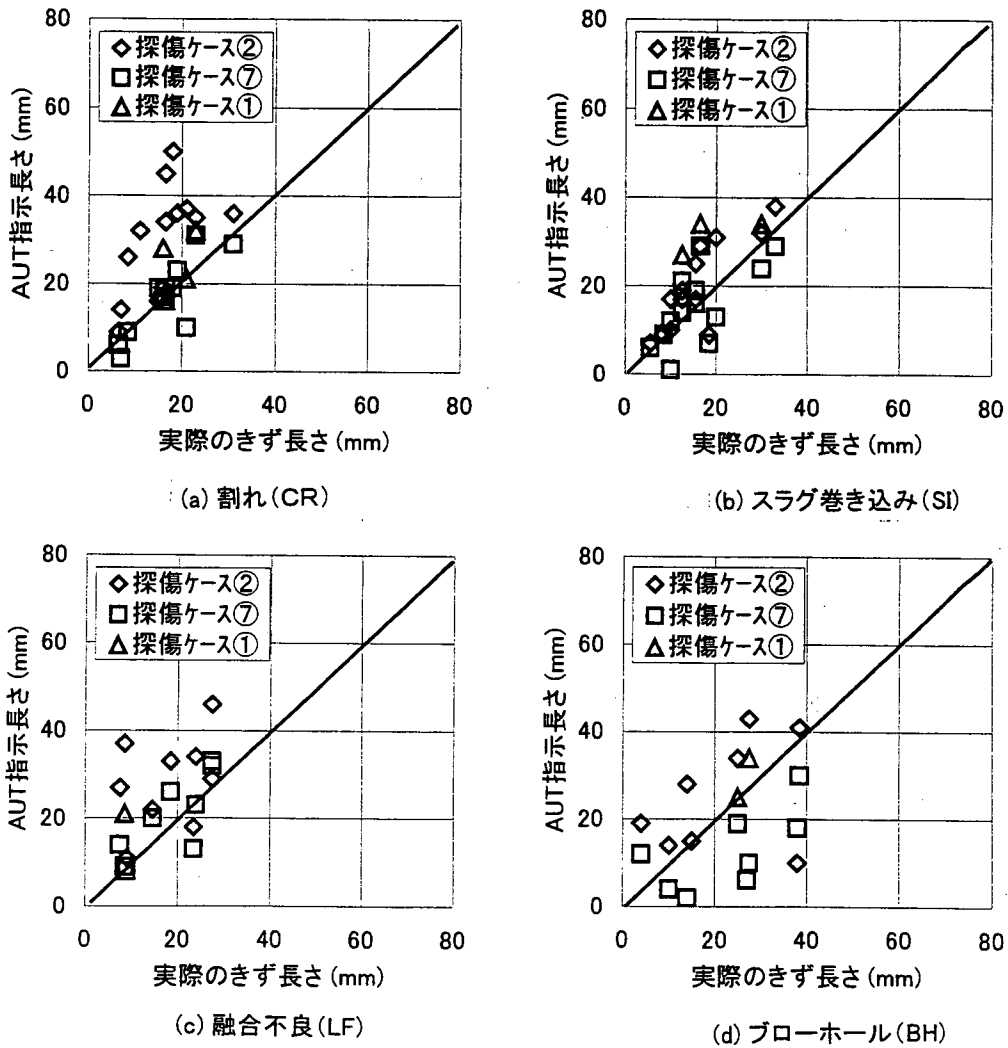 80
60
40
20
0
AUT指示長さ(mm)
◇探傷ケース②
□探傷ケース⑦
△探傷ケース①
0 20 40 60 80
実際のきず長さ(mm)
(a) 割れ(CR)
80
60
40
20
0
AUT指示長さ(mm)
◇探傷ケース②
□探傷ケース⑦
△探傷ケース①
0 20 40 60 80
実際のきず長さ(mm)
(b) スラグ巻き込み(SI)
80
60
40
20
0
AUT指示長さ(mm)
◇探傷ケース②
□探傷ケース⑦
△探傷ケース①
0 20 40 60 80
実際のきず長さ(mm)
(c) 融合不良(LF)
80
60
40
20
0
AUT指示長さ(mm)
◇探傷ケース②
□探傷ケース⑦
△探傷ケース①
0 20 40 60 80
実際のきず長さ(mm)
(d) ブローホール(BH)